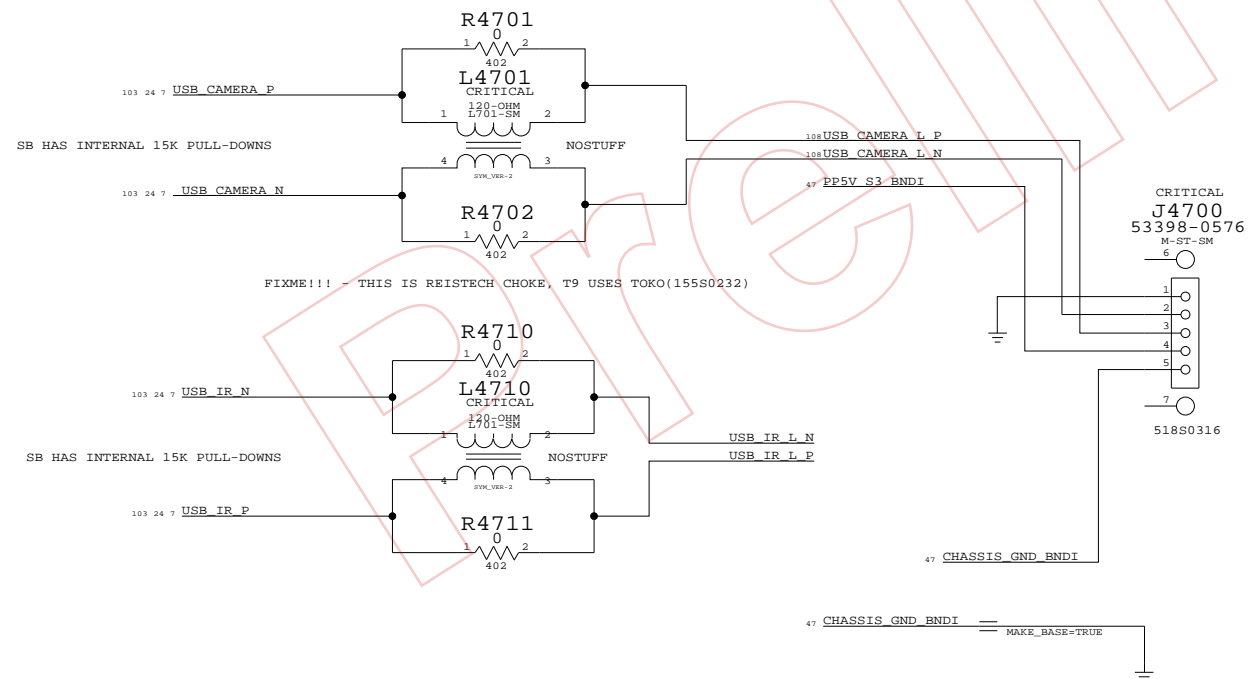 R4701
0
1 2
402
L4701
CRITICAL
120-OHM
L701-SM
1 2
103 24 7 USB_CAMERA_P
SB HAS INTERNAL 15K PULL-DOWNS
NOSTUFF
4 3
SYM_VER-2
103 24 7 USB_CAMERA_N
R4702
0
1 2
402
108 USB_CAMERA_L_P
108 USB_CAMERA_L_N
47 PP5V_S3_BNDI
CRITICAL
J4700
53398-0576
M-ST-SM
6
1
2
3
4
5
7
518S0316
FIXME!!! - THIS IS REISTECH CHOKE, T9 USES TOKO(155S0232)
R4710
0
1 2
402
L4710
CRITICAL
120-OHM
L701-SM
1 2
103 24 7 USB_IR_N
SB HAS INTERNAL 15K PULL-DOWNS
NOSTUFF
4 3
SYM_VER-2
103 24 7 USB_IR_P
R4711
0
1 2
402
USB_IR_L_N
USB_IR_L_P
47 CHASSIS_GND_BNDI
47 CHASSIS_GND_BNDI
MAKE_BASE=TRUE